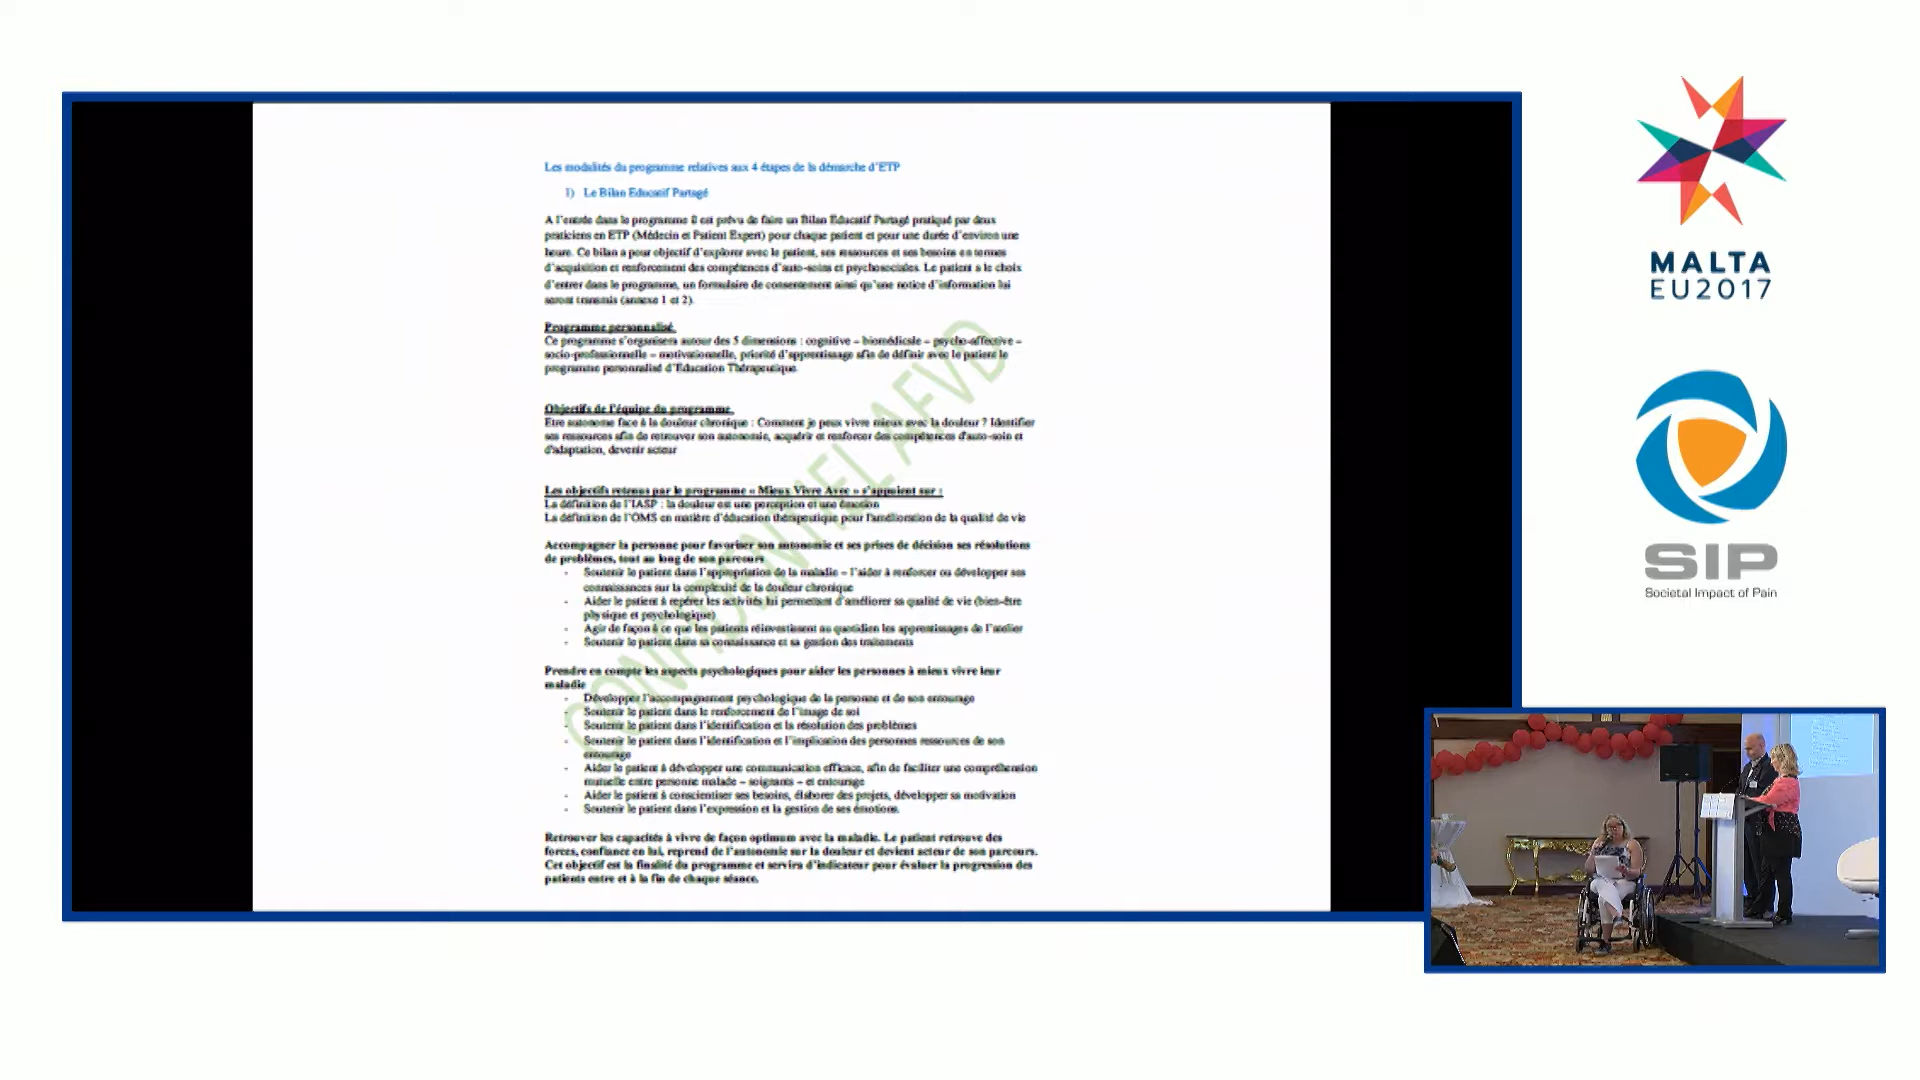 Les modalités du programme relatives aux 4 étapes de la démarche d'ETP
1) Le Bilan Educatif Partagé
A l'entrée dans le programme il est prévu de faire un Bilan Educatif Partagé pratiqué par deux
praticiens en ETP (Médecin et Patient Expert) pour chaque patient et pour une durée d'environ une
heure. Ce bilan a pour objectif d'explorer avec le patient, ses ressources et ses besoins en termes
d'acquisition et renforcement des compétences d'auto-soins et psychosociales. Le patient a le choix
d'entrer dans le programme, un formulaire de consentement ainsi qu'une notice d'information lui
seront transmis (annexe 1 et 2).
Programme personnalisé
Ce programme s'organisera autour des 5 dimensions : cognitive – biomédicale – psycho-affective –
socio-professionnelle – motivationnelle, priorité d'apprentissage afin de définir avec le patient le
programme personnalisé d'Education Thérapeutique.
Objectifs de l'équipe du programme
Etre autonome face à la douleur chronique : Comment je peux vivre mieux avec la douleur ? Identifier
ses ressources afin de retrouver son autonomie, acquérir et renforcer des compétences d'auto-soin et
d'adaptation, devenir acteur
Les objectifs retenus par le programme « Mieux Vivre Avec » s'appuient sur :
La définition de l'IASP : la douleur est une perception et une émotion
La définition de l'OMS en matière d'éducation thérapeutique pour l'amélioration de la qualité de vie
Accompagner la personne pour favoriser son autonomie et ses prises de décision ses résolutions
de problèmes, tout au long de son parcours
- Soutenir le patient dans l'appropriation de la maladie – l'aider à renforcer ou développer ses
connaissances sur la complexité de la douleur chronique
- Aider le patient à repérer les activités lui permettant d'améliorer sa qualité de vie (bien-être
physique et psychologique)
- Agir de façon à ce que les patients réinvestissent au quotidien les apprentissages de l'atelier
- Soutenir le patient dans sa connaissance et sa gestion des traitements
Prendre en compte les aspects psychologiques pour aider les personnes à mieux vivre leur
maladie
- Développer l'accompagnement psychologique de la personne et de son entourage
- Soutenir le patient dans le renforcement de l'image de soi
- Soutenir le patient dans l'identification et la résolution des problèmes
- Soutenir le patient dans l'identification et l'implication des personnes ressources de son
entourage
- Aider le patient à développer une communication efficace, afin de faciliter une compréhension
mutuelle entre personne malade – soignants – et entourage
- Aider le patient à conscientiser ses besoins, élaborer des projets, développer sa motivation
- Soutenir le patient dans l'expression et la gestion de ses émotions.
Retrouver les capacités à vivre de façon optimum avec la maladie. Le patient retrouve des
forces, confiance en lui, reprend de l'autonomie sur la douleur et devient acteur de son parcours.
Cet objectif est la finalité du programme et servira d'indicateur pour évaluer la progression des
patients entre et à la fin de chaque séance.
CONFIDENTIEL AFVD
MALTA
EU2017
SIP
Societal Impact of Pain